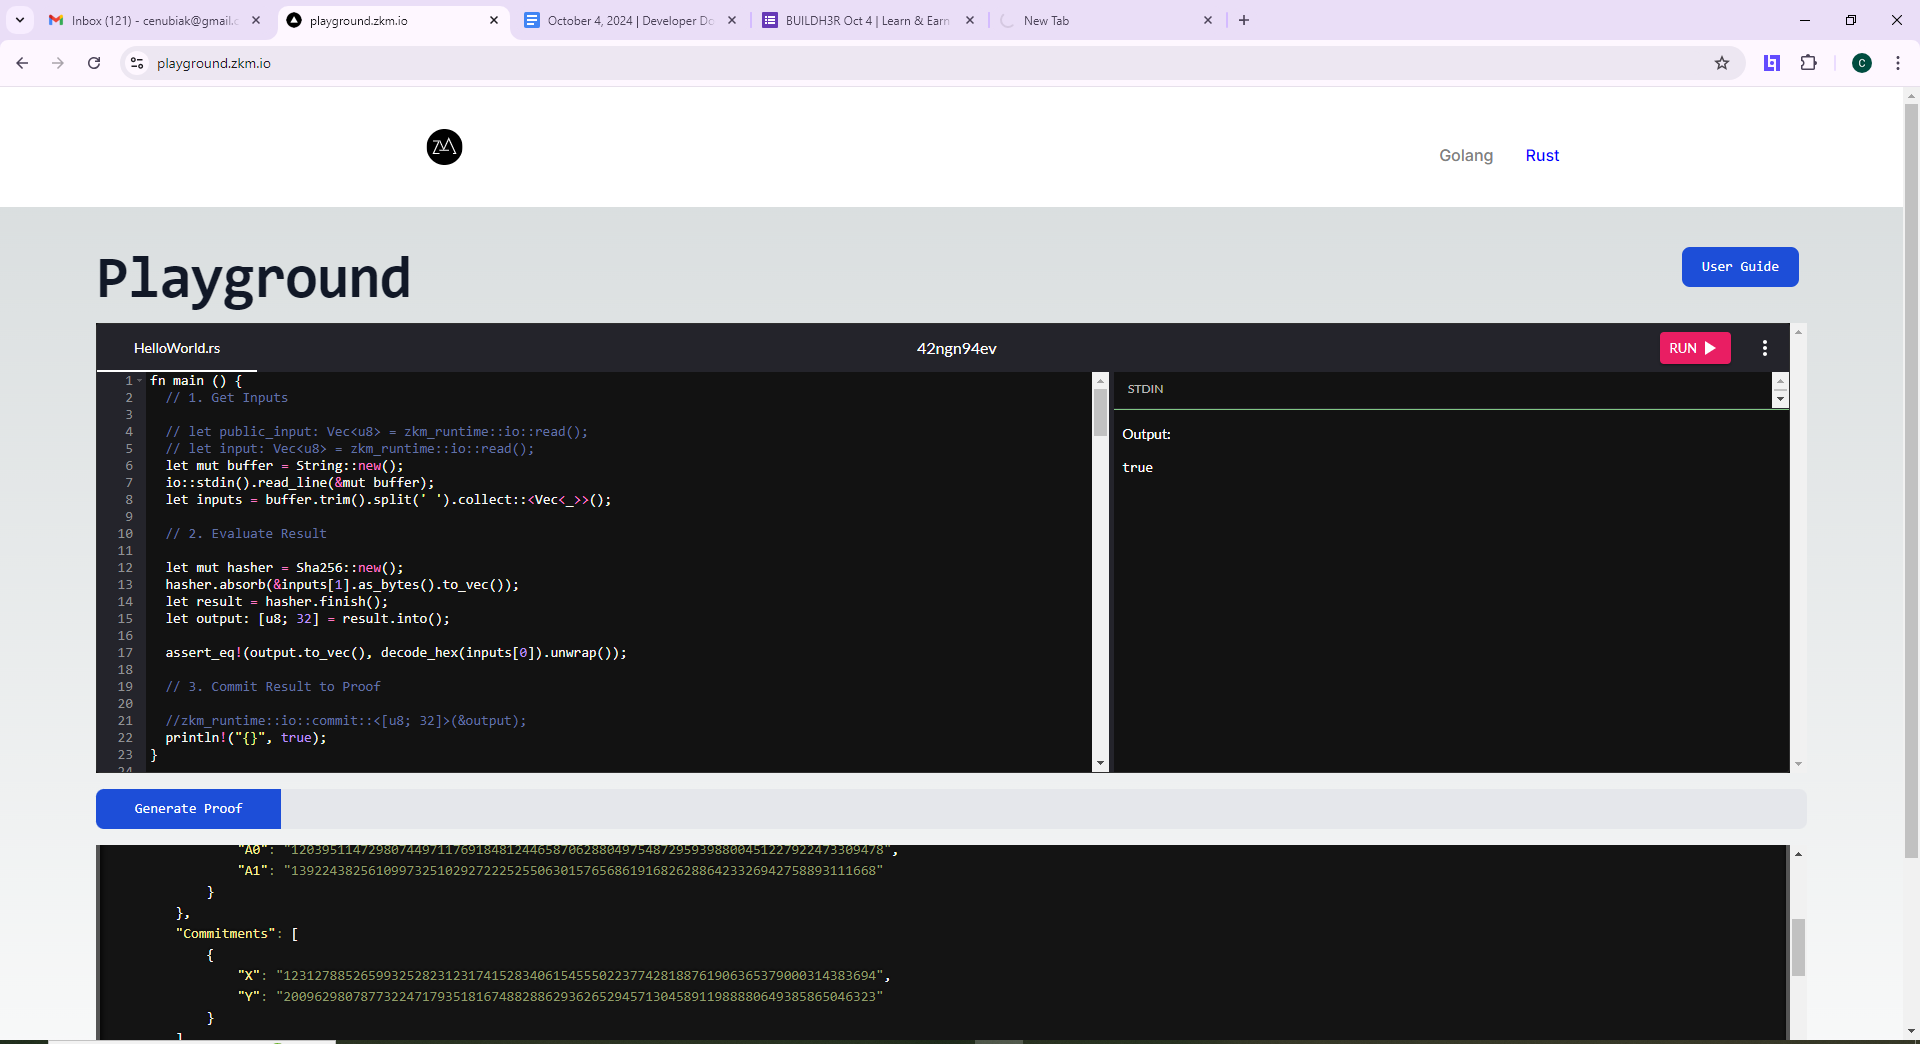 Inbox (121) - cenubiak@gmail.c
playground.zkm.io
October 4, 2024 | Developer Do
BUILDH3R Oct 4 | Learn & Earn
New Tab
playground.zkm.io
C
ZM
Golang
Rust
Playground
User Guide
HelloWorld.rs
42ngn94ev
RUN
1 fn main () {
2 // 1. Get Inputs
3
4 // let public_input: Vec<u8> = zkm_runtime::io::read();
5 // let input: Vec<u8> = zkm_runtime::io::read();
6 let mut buffer = String::new();
7 io::stdin().read_line(&mut buffer);
8 let inputs = buffer.trim().split(' ').collect::<Vec<_>>();
9
10 // 2. Evaluate Result
11
12 let mut hasher = Sha256::new();
13 hasher.absorb(&inputs[1].as_bytes().to_vec());
14 let result = hasher.finish();
15 let output: [u8; 32] = result.into();
16
17 assert_eq!(output.to_vec(), decode_hex(inputs[0]).unwrap());
18
19 // 3. Commit Result to Proof
20
21 //zkm_runtime::io::commit::<[u8; 32]>(&output);
22 println!("{}", true);
23 }
24
STDIN
Output:
true
Generate Proof
"A0": "12039511472980744971176918481244658706288049754872959398800451227922473309478",
"A1": "13922438256109973251029272225255063015765686191682628864233269427588931​11668"
}
},
"Commitments": [
{
"X": "12312788526599325282312317415283406154555022377428188761906365379000314383694",
"Y": "20096298078773224717935181674882886293626529457130458911988880649385865046323"
}
]